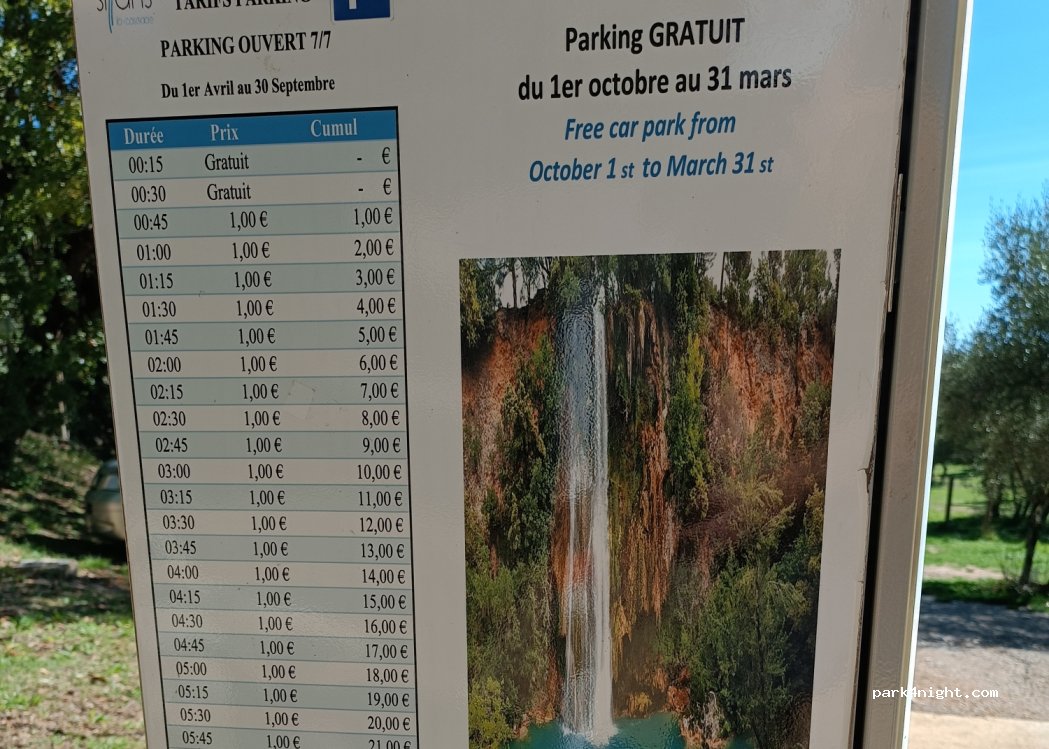 la cascade
TARIFS PARKING
P
PARKING OUVERT 7/7
Du 1er Avril au 30 Septembre
Durée Prix Cumul
00:15 Gratuit - €
00:30 Gratuit - €
00:45 1,00 € 1,00 €
01:00 1,00 € 2,00 €
01:15 1,00 € 3,00 €
01:30 1,00 € 4,00 €
01:45 1,00 € 5,00 €
02:00 1,00 € 6,00 €
02:15 1,00 € 7,00 €
02:30 1,00 € 8,00 €
02:45 1,00 € 9,00 €
03:00 1,00 € 10,00 €
03:15 1,00 € 11,00 €
03:30 1,00 € 12,00 €
03:45 1,00 € 13,00 €
04:00 1,00 € 14,00 €
04:15 1,00 € 15,00 €
04:30 1,00 € 16,00 €
04:45 1,00 € 17,00 €
05:00 1,00 € 18,00 €
05:15 1,00 € 19,00 €
05:30 1,00 € 20,00 €
05:45 1,00 € 21,00 €
Parking GRATUIT
du 1er octobre au 31 mars
Free car park from
October 1 st to March 31 st
park4night.com